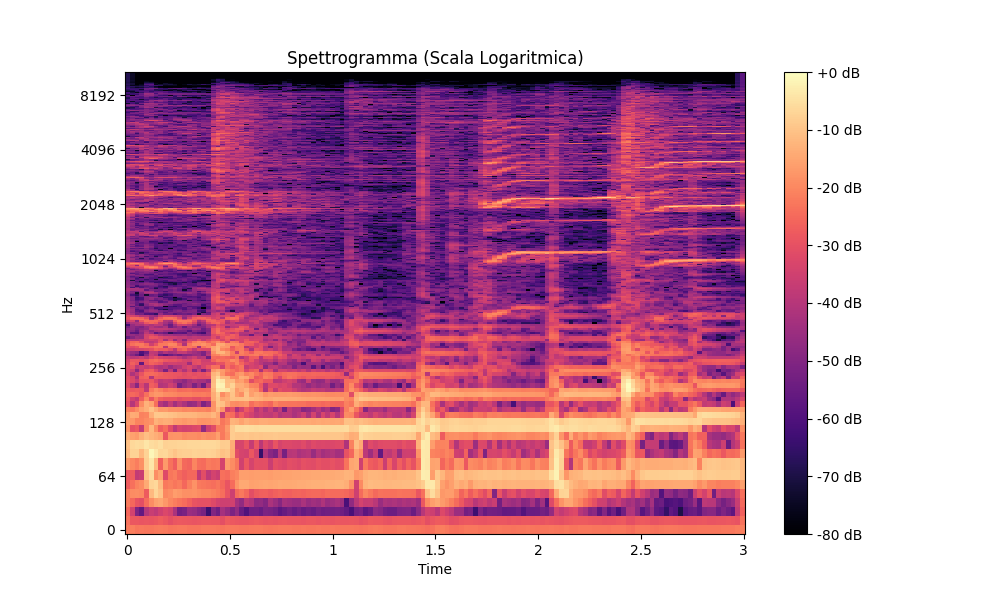 Spettrogramma (Scala Logaritmica)
Hz
8192
4096
2048
1024
512
256
128
64
0
0
0.5
1
1.5
2
2.5
3
Time
+0 dB
-10 dB
-20 dB
-30 dB
-40 dB
-50 dB
-60 dB
-70 dB
-80 dB